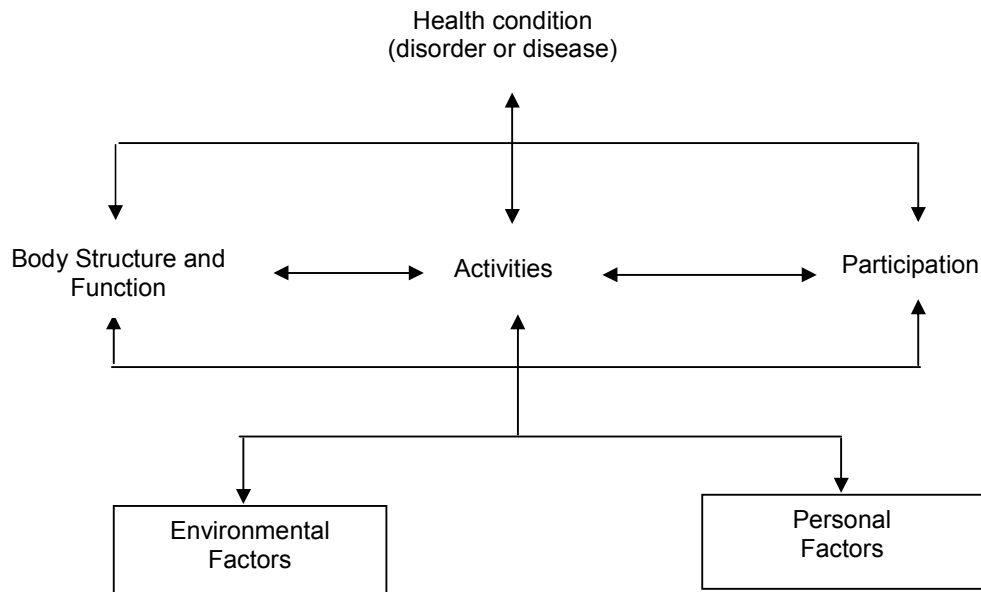 Health condition
(disorder or disease)
Body Structure and
Function
Activities
Participation
Environmental
Factors
Personal
Factors